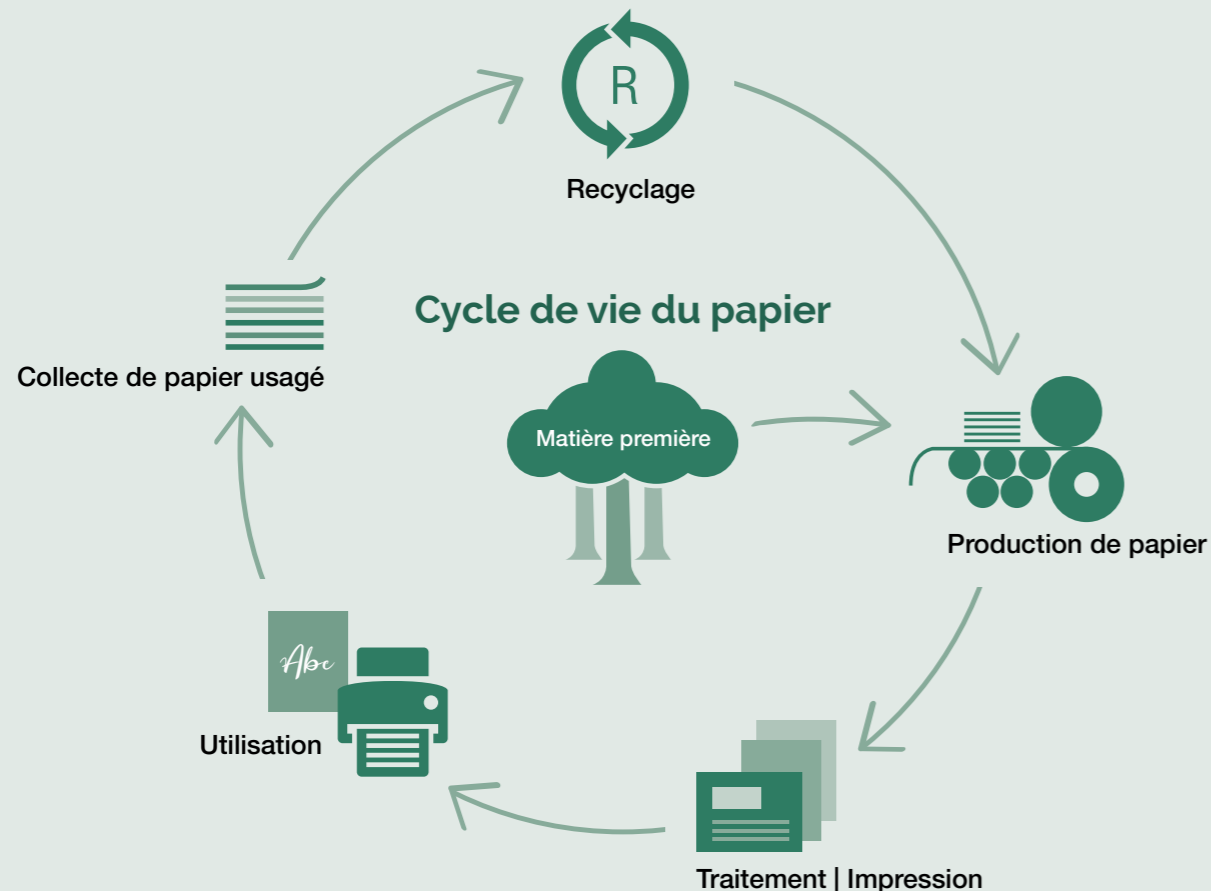 R
Recyclage
Cycle de vie du papier
Collecte de papier usagé
Matière première
Production de papier
Abc
Utilisation
Traitement | Impression